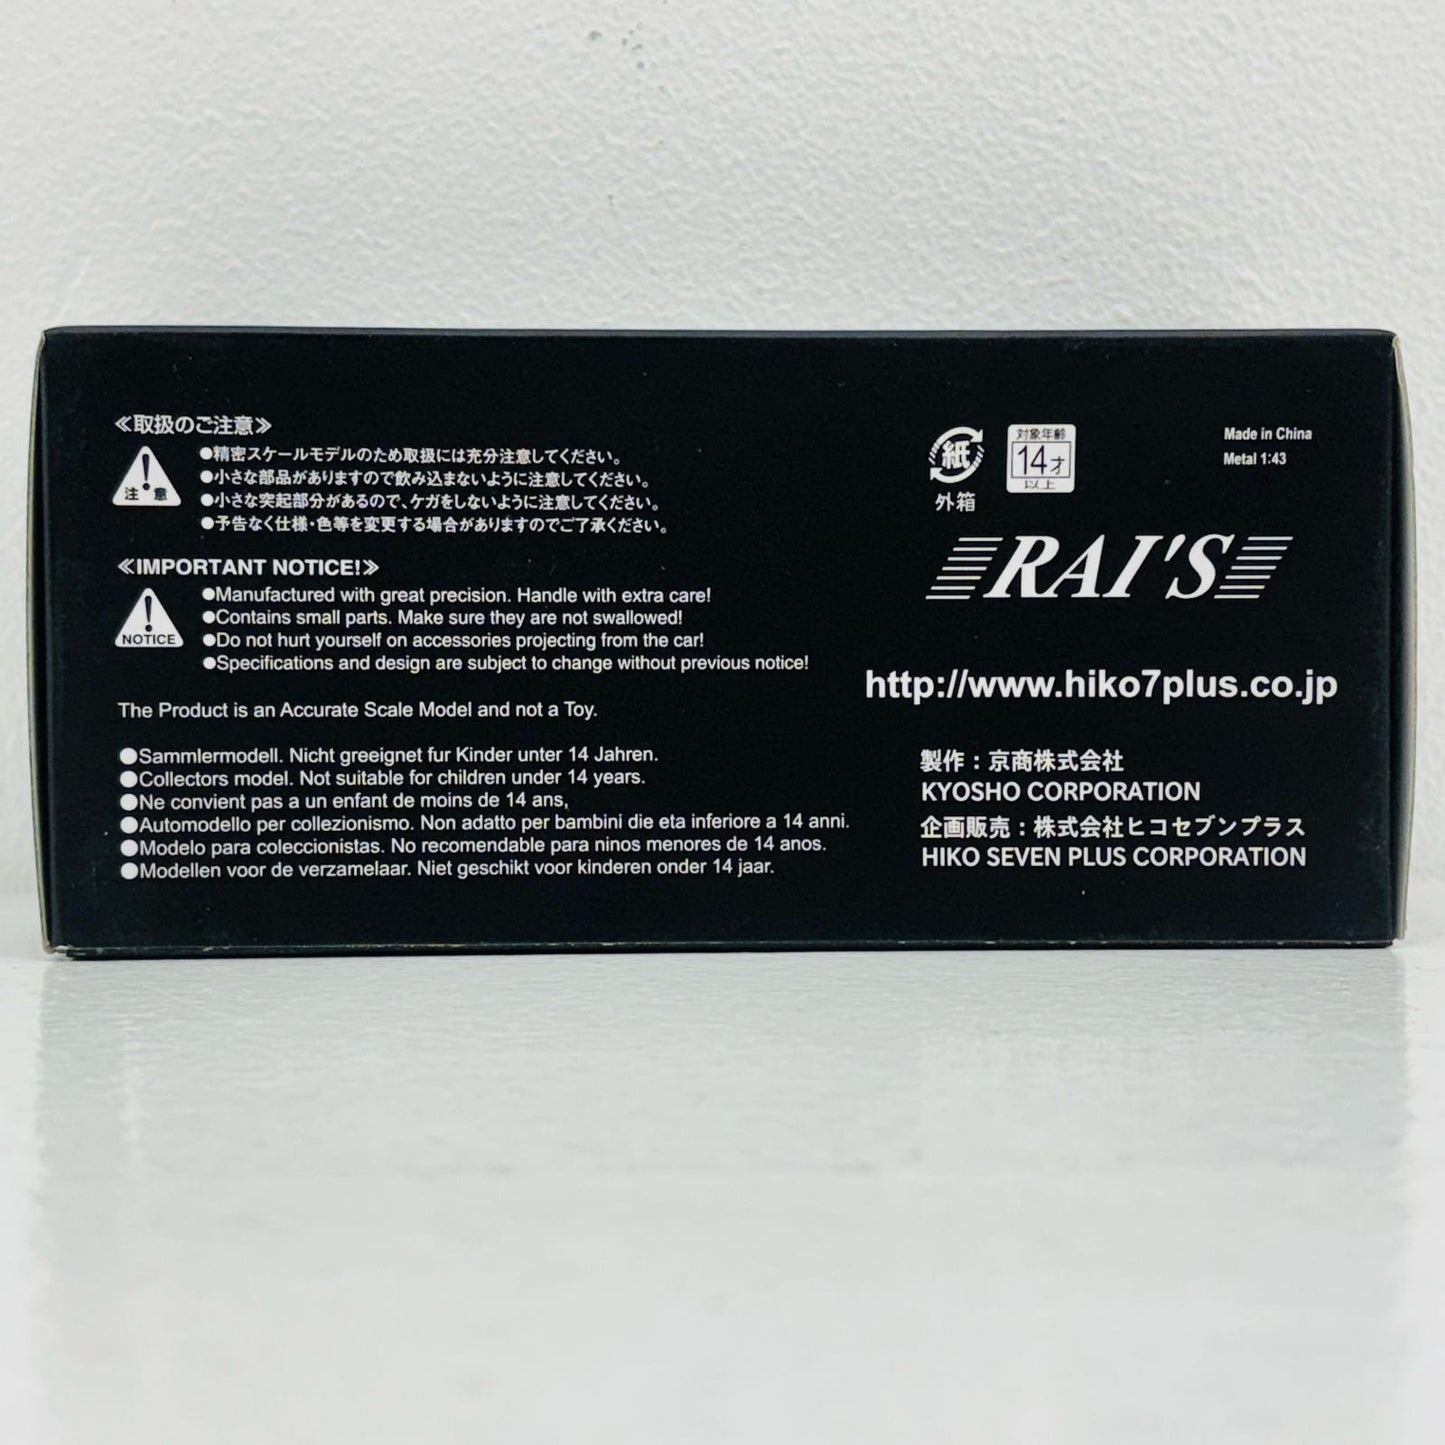 ≪取扱のご注意≫
注 意
●精密スケールモデルのため取扱には充分注意してください。
●小さな部品がありますので飲み込まないように注意してください。
●小さな突起部分があるので、ケガをしないように注意してください。
●予告なく仕様・色等を変更する場合がありますのでご了承ください。
≪IMPORTANT NOTICE!≫
NOTICE
●Manufactured with great precision. Handle with extra care!
●Contains small parts. Make sure they are not swallowed!
●Do not hurt yourself on accessories projecting from the car!
●Specifications and design are subject to change without previous notice!
The Product is an Accurate Scale Model and not a Toy.
●Sammlermodell. Nicht greeignet fur Kinder unter 14 Jahren.
●Collectors model. Not suitable for children under 14 years.
●Ne convient pas a un enfant de moins de 14 ans,
●Automodello per collezionismo. Non adatto per bambini die eta inferiore a 14 anni.
●Modelo para coleccionistas. No recomendable para ninos menores de 14 anos.
●Modellen voor de verzamelaar. Niet geschikt voor kinderen onder 14 jaar.
紙
外箱
対象年齢
14才
以上
Made in China
Metal 1:43
RAI'S
http://www.hiko7plus.co.jp
製作：京商株式会社
KYOSHO CORPORATION
企画販売：株式会社ヒコセブンプラス
HIKO SEVEN PLUS CORPORATION